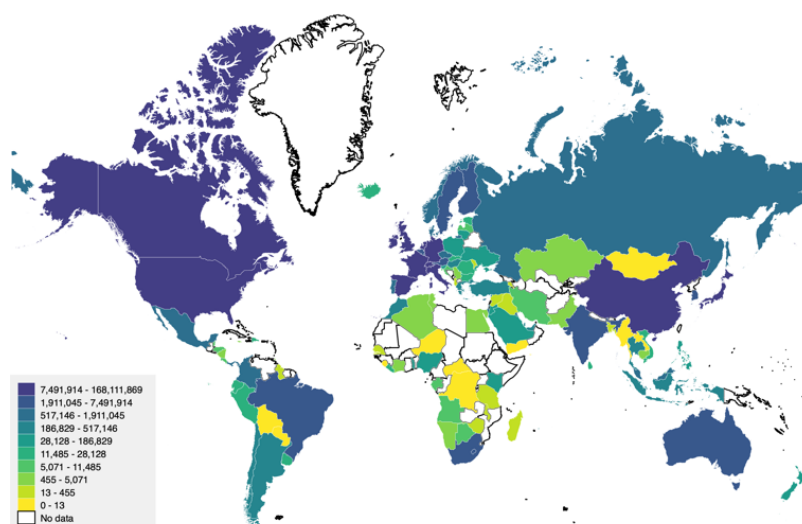 7,491,914 - 168,111,869
1,911,045 - 7,491,914
517,146 - 1,911,045
186,829 - 517,146
28,128 - 186,829
11,485 - 28,128
5,071 - 11,485
455 - 5,071
13 - 455
0 - 13
No data